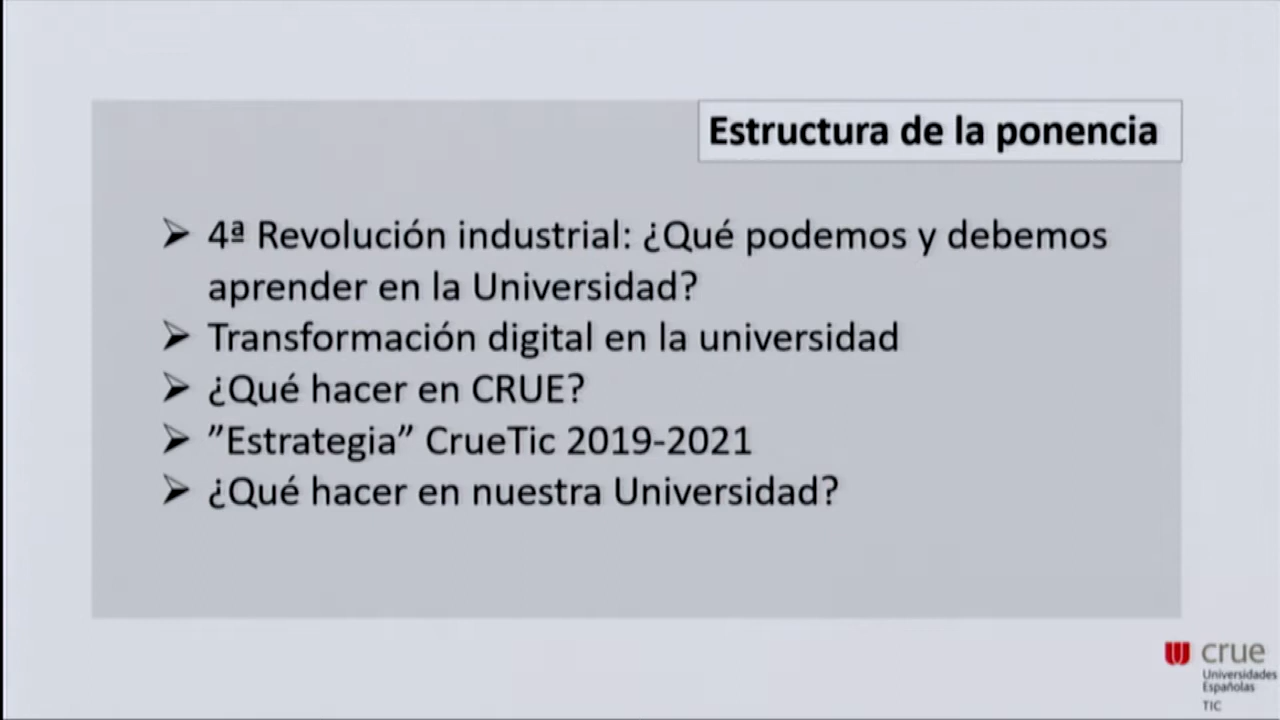 Estructura de la ponencia
➢ 4ª Revolución industrial: ¿Qué podemos y debemos
aprender en la Universidad?
➢ Transformación digital en la universidad
➢ ¿Qué hacer en CRUE?
➢ ”Estrategia” CrueTic 2019-2021
➢ ¿Qué hacer en nuestra Universidad?
crue
Universidades
Españolas
TIC